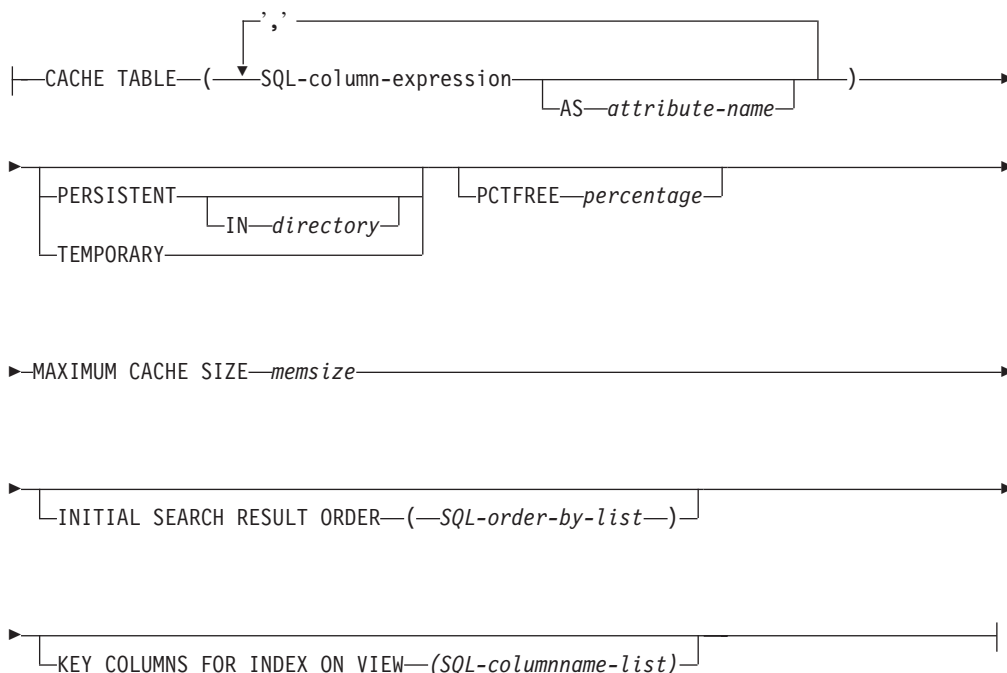 ’,’
CACHE TABLE ( SQL-column-expression )
AS attribute-name
PERSISTENT PCTFREE percentage
IN directory
TEMPORARY
MAXIMUM CACHE SIZE memsize
INITIAL SEARCH RESULT ORDER ( SQL-order-by-list )
KEY COLUMNS FOR INDEX ON VIEW (SQL-columnname-list)